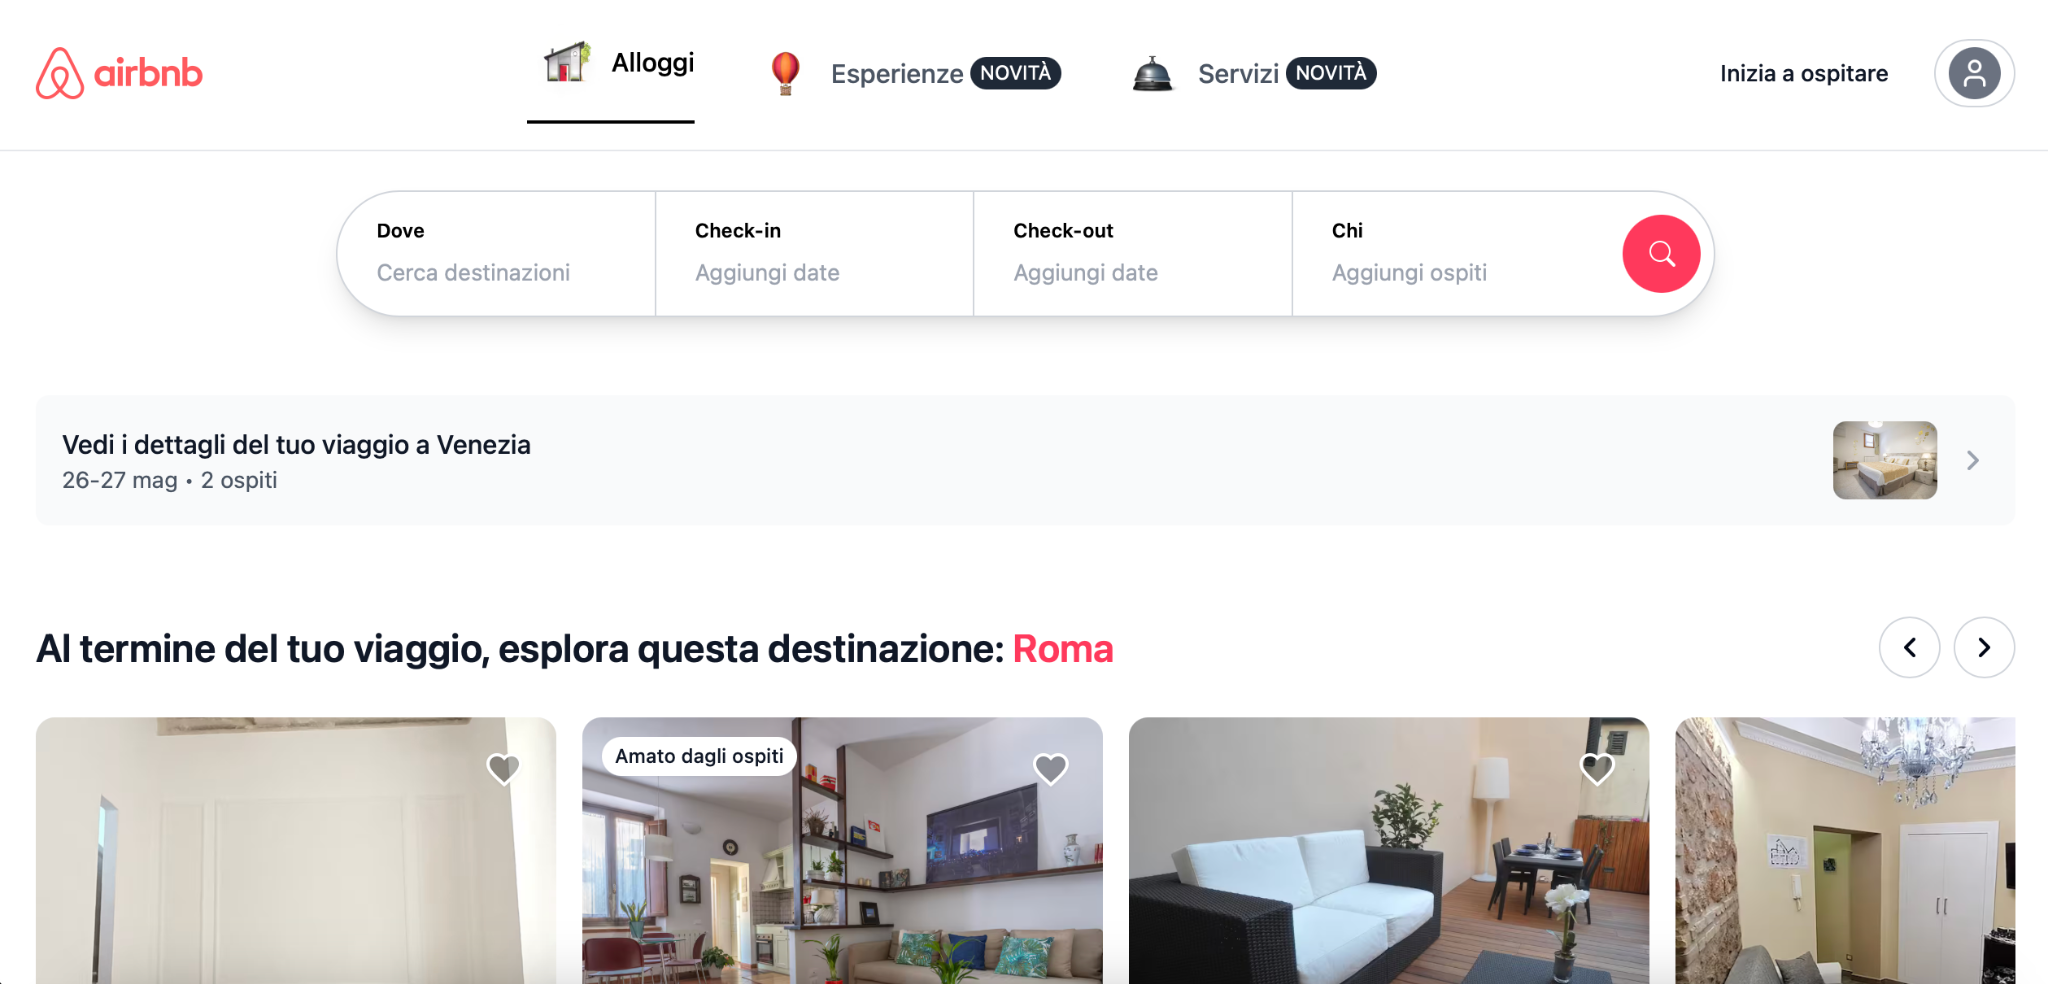 airbnb
Alloggi
Esperienze NOVITÀ
Servizi NOVITÀ
Inizia a ospitare
Dove
Cerca destinazioni
Check-in
Aggiungi date
Check-out
Aggiungi date
Chi
Aggiungi ospiti
Vedi i dettagli del tuo viaggio a Venezia
26-27 mag • 2 ospiti
Al termine del tuo viaggio, esplora questa destinazione: Roma
Amato dagli ospiti